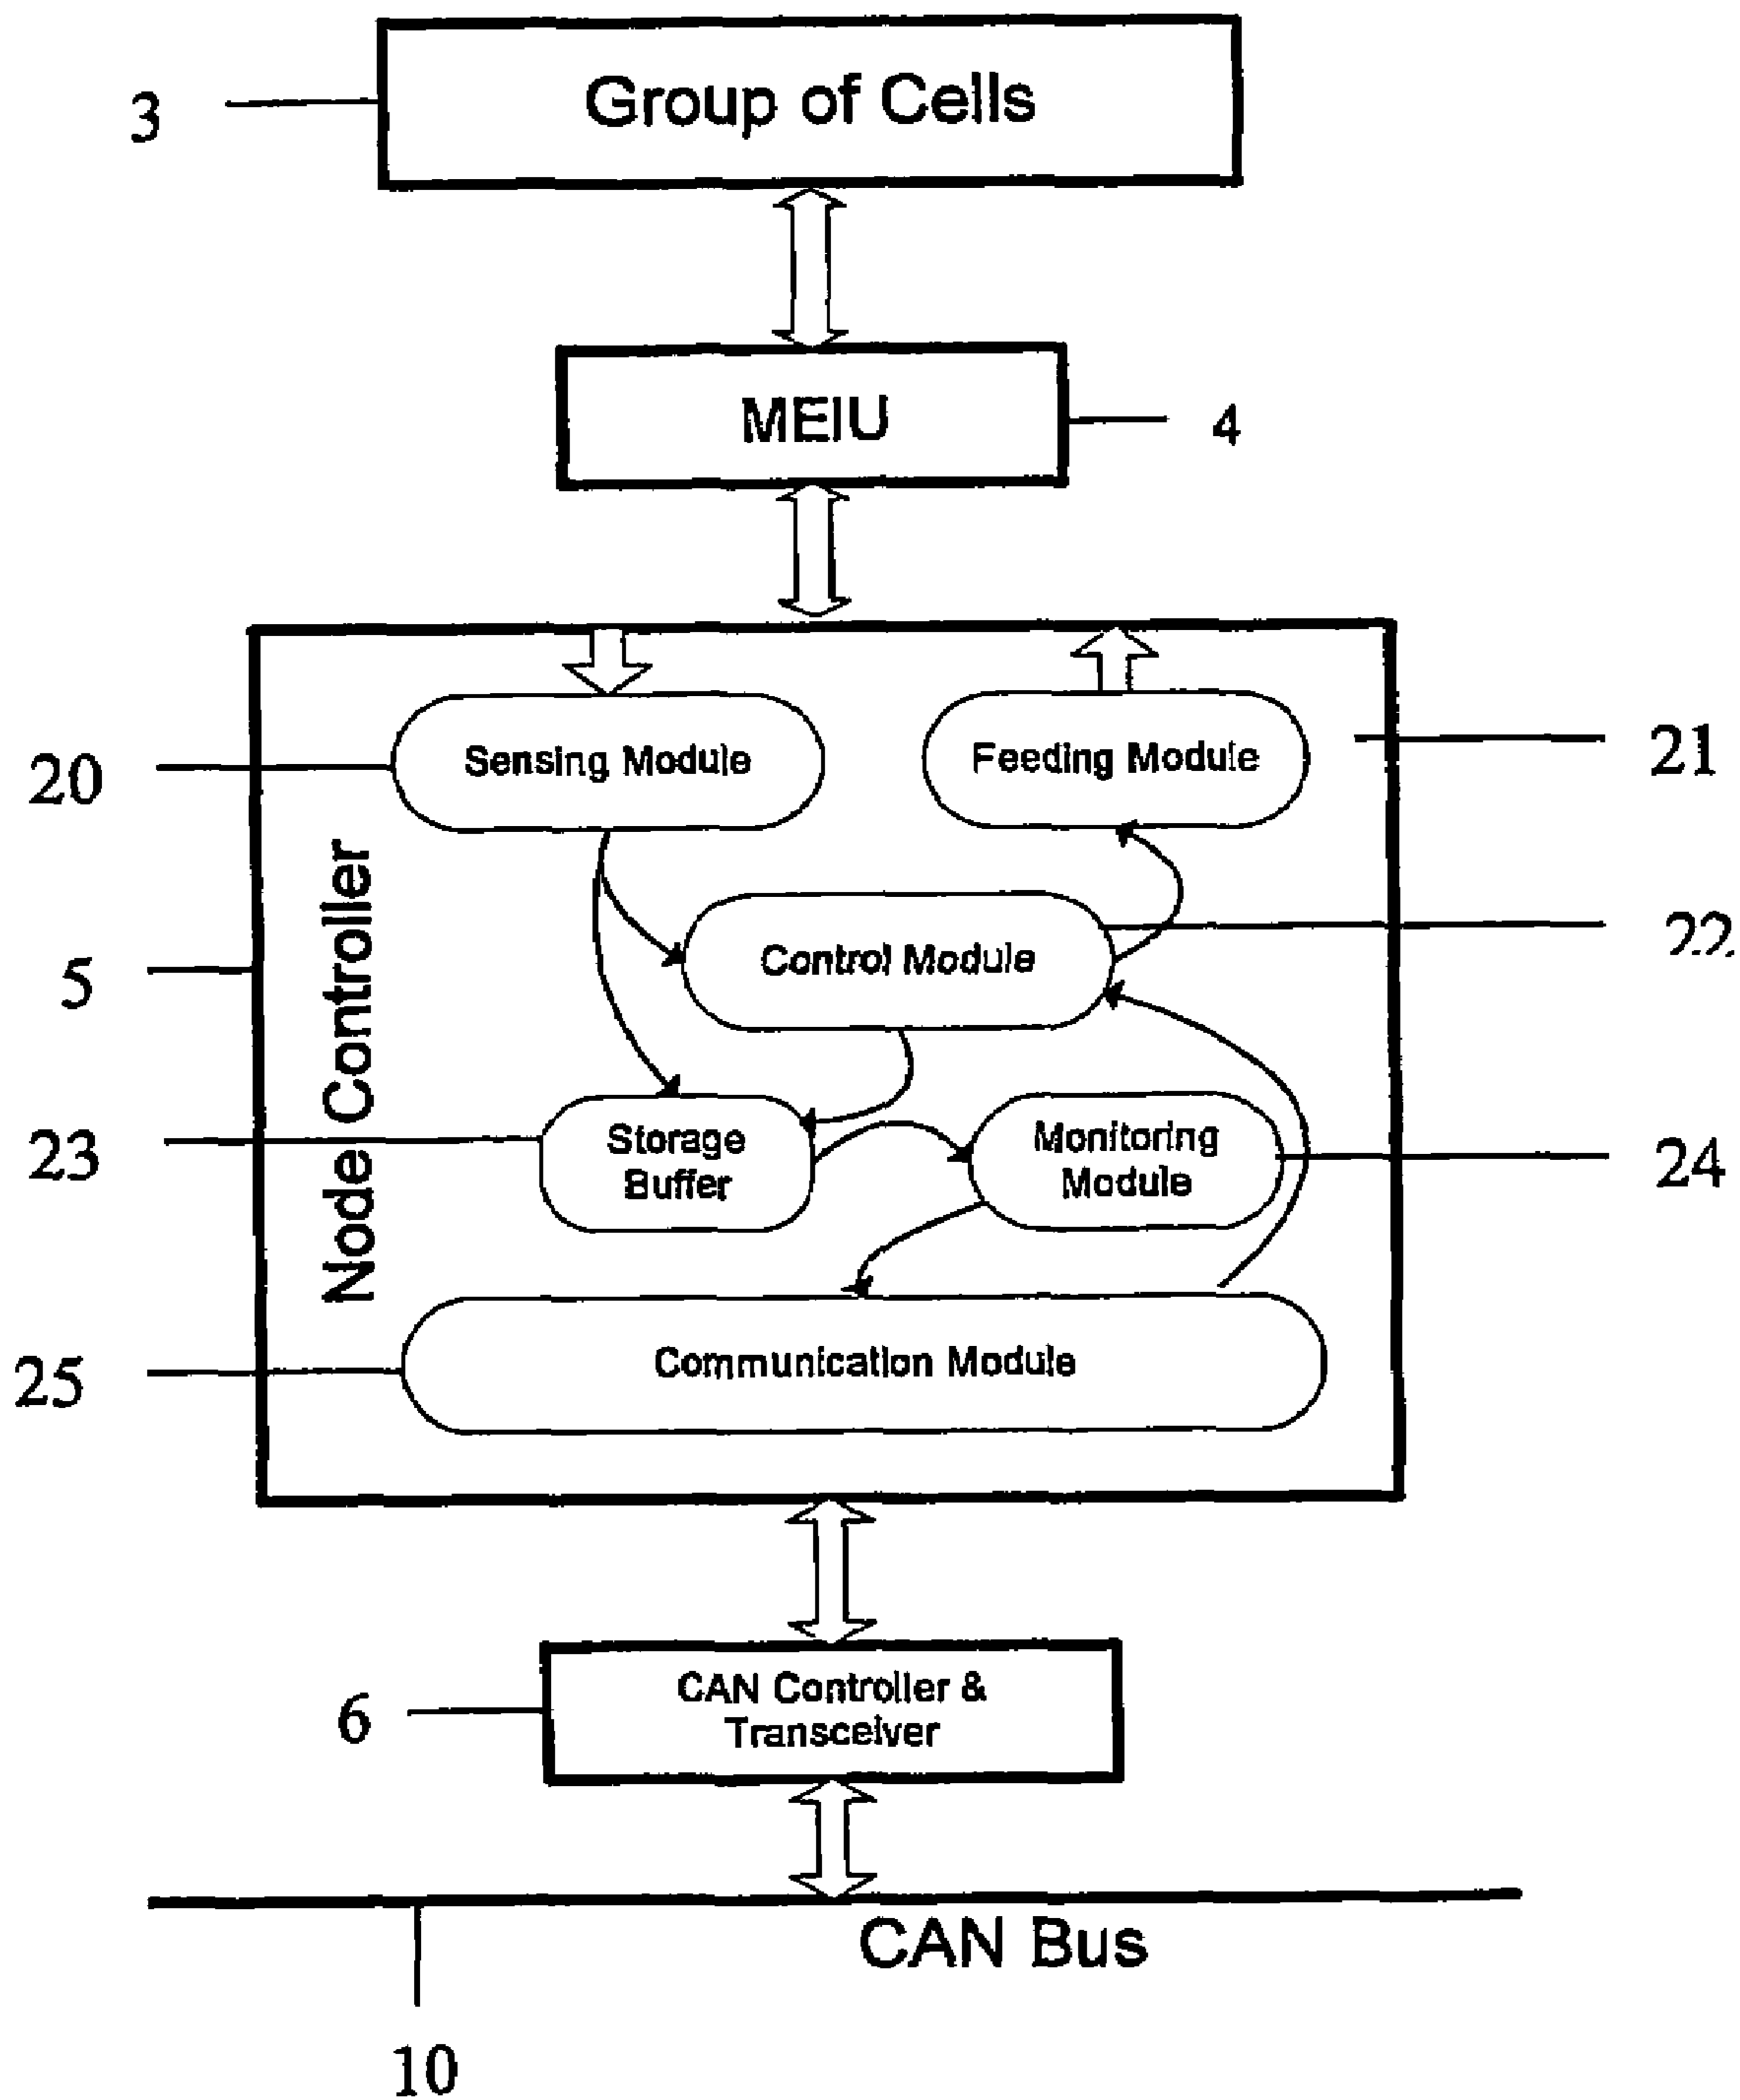 Group of Cells
3
MEIU
4
Sensing Module
Feeding Module
20
21
Control Module
22
5
Node Controller
Storage
Buffer
Monitoring
Module
23
24
Communication Module
25
CAN Controller &
Transceiver
6
CAN Bus
10